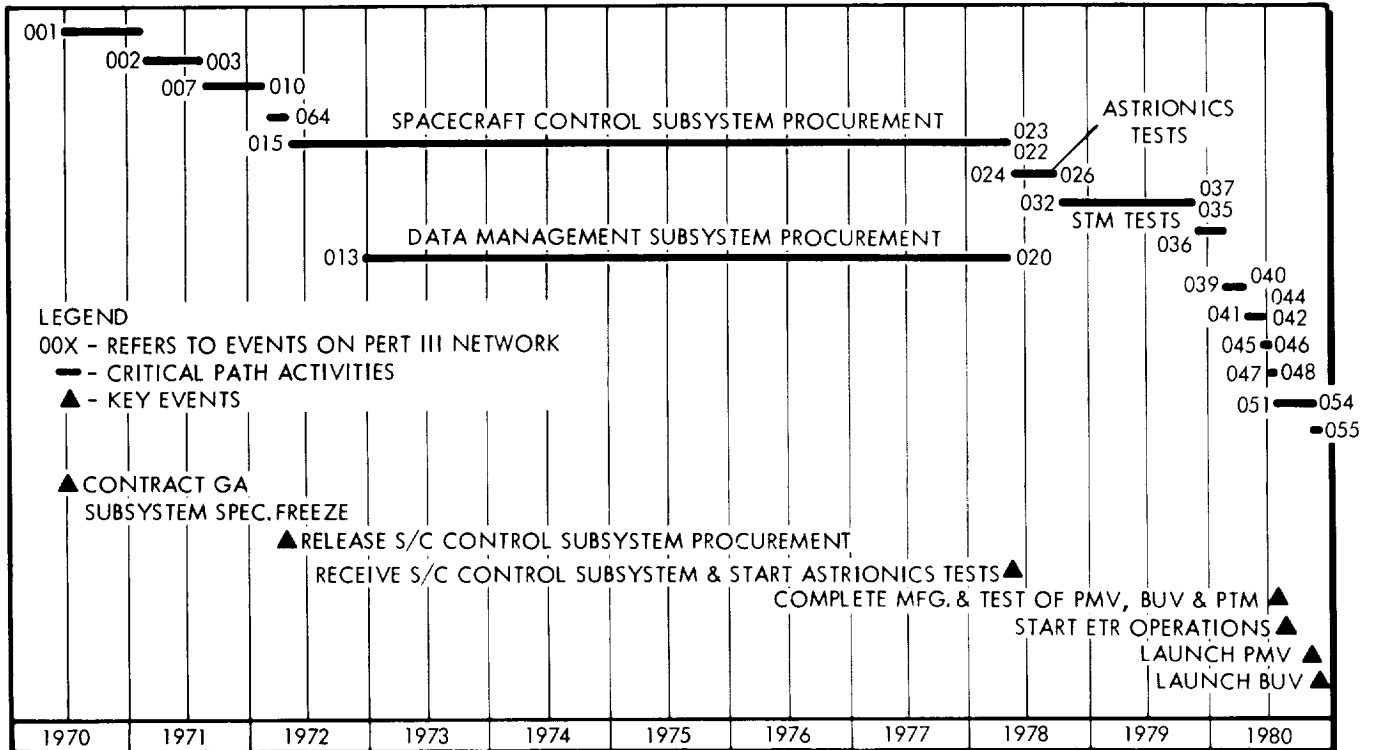 001
002 003
007 010
064
SPACECRAFT CONTROL SUBSYSTEM PROCUREMENT
015
023
022
ASTRIONICS
TESTS
024 026
032
037
035
STM TESTS
036
DATA MANAGEMENT SUBSYSTEM PROCUREMENT
013 020
039 040
044
041 042
045 046
047 048
051 054
055
LEGEND
00X - REFERS TO EVENTS ON PERT III NETWORK
- CRITICAL PATH ACTIVITIES
▲ - KEY EVENTS
▲ CONTRACT GA
SUBSYSTEM SPEC. FREEZE
▲ RELEASE S/C CONTROL SUBSYSTEM PROCUREMENT
RECEIVE S/C CONTROL SUBSYSTEM & START ASTRIONICS TESTS ▲
COMPLETE MFG. & TEST OF PMV, BUV & PTM ▲
START ETR OPERATIONS ▲
LAUNCH PMV ▲
LAUNCH BUV ▲
1970 1971 1972 1973 1974 1975 1976 1977 1978 1979 1980